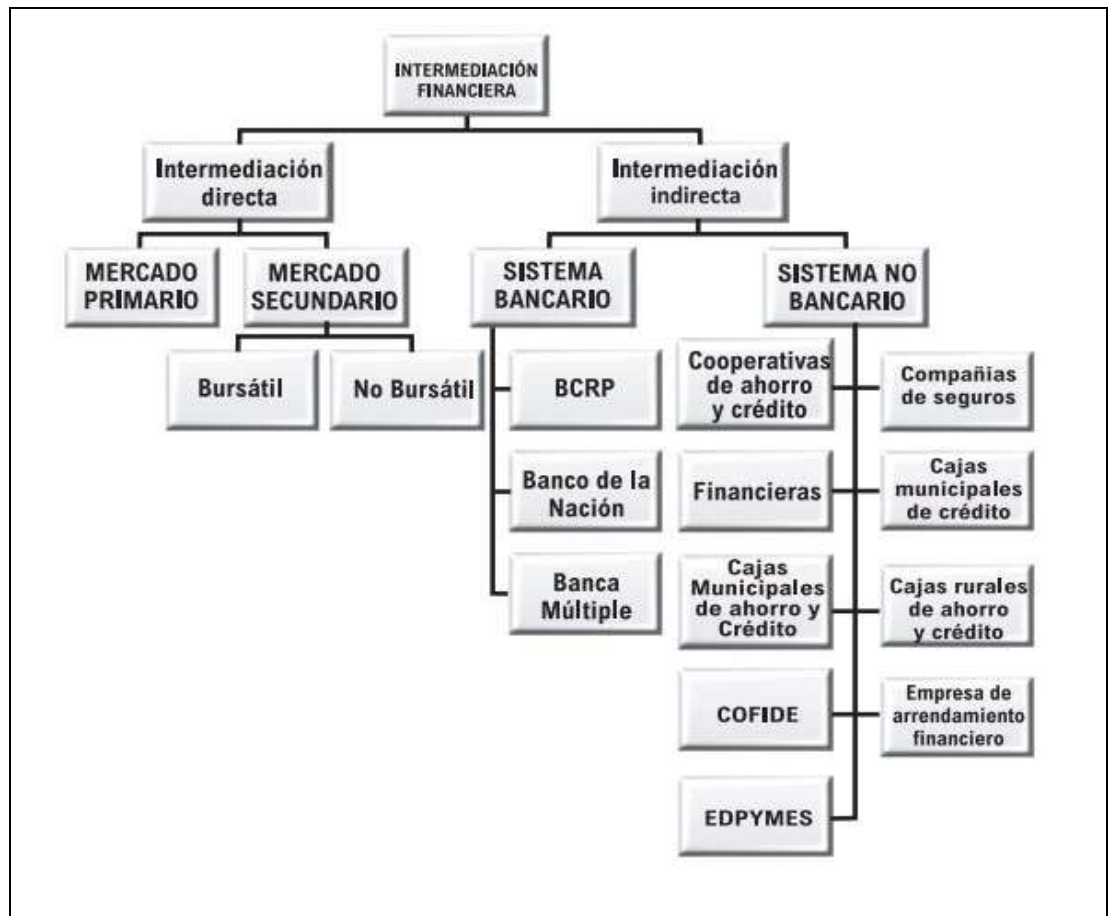 INTERMEDIACIÓN
FINANCIERA
Intermediación
directa
Intermediación
indirecta
MERCADO
PRIMARIO
MERCADO
SECUNDARIO
SISTEMA
BANCARIO
SISTEMA NO
BANCARIO
Bursátil
No Bursátil
BCRP
Banco de la
Nación
Banca
Múltiple
Cooperativas
de ahorro
y crédito
Compañias
de seguros
Financieras
Cajas
municipales
de crédito
Cajas
Municipales
de ahorro y
Crédito
Cajas rurales
de ahorro
y crédito
COFIDE
Empresa de
arrendamiento
financiero
EDPYMES